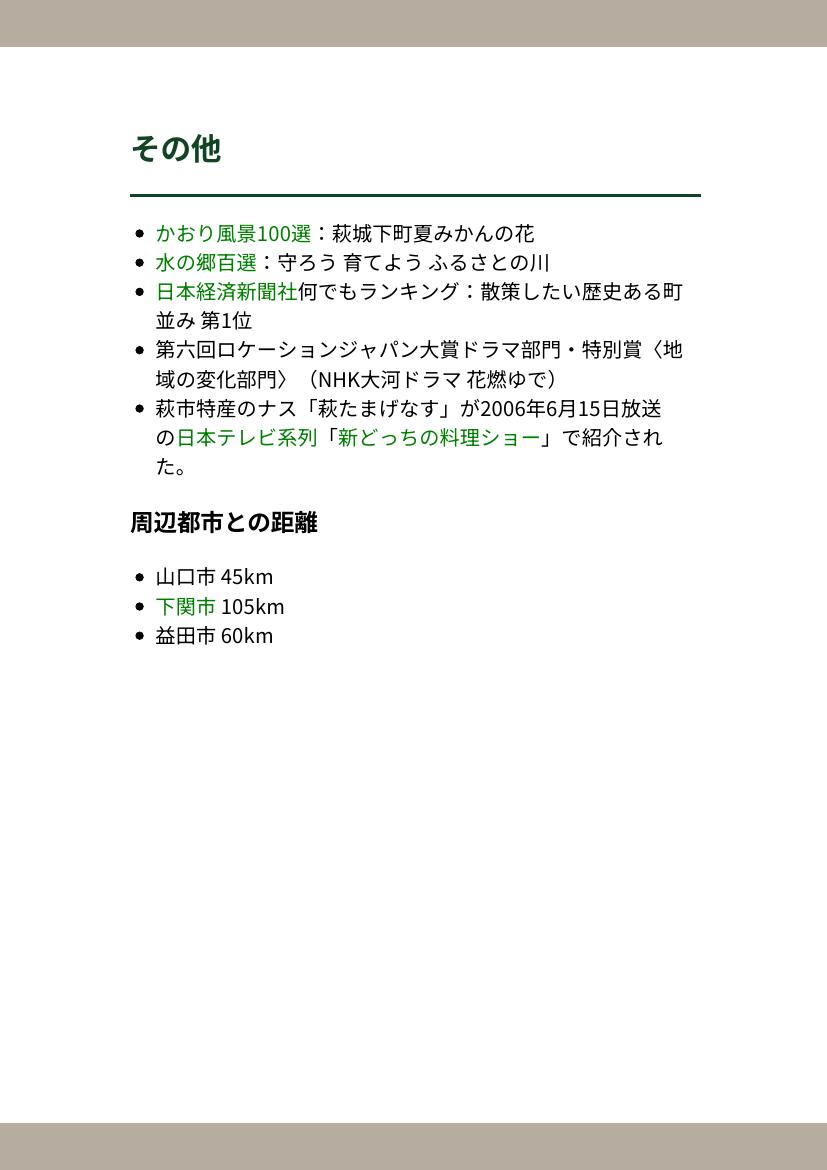 その他
かおり風景100選：萩城下町夏みかんの花
水の郷百選：守ろう 育てよう ふるさとの川
日本経済新聞社何でもランキング：散策したい歴史ある町
並み 第1位
第六回ロケーションジャパン大賞ドラマ部門・特別賞〈地
域の変化部門〉（NHK大河ドラマ 花燃ゆで）
萩市特産のナス「萩たまげなす」が2006年6月15日放送
の日本テレビ系列「新どっちの料理ショー」で紹介され
た。
周辺都市との距離
山口市 45km
下関市 105km
益田市 60km